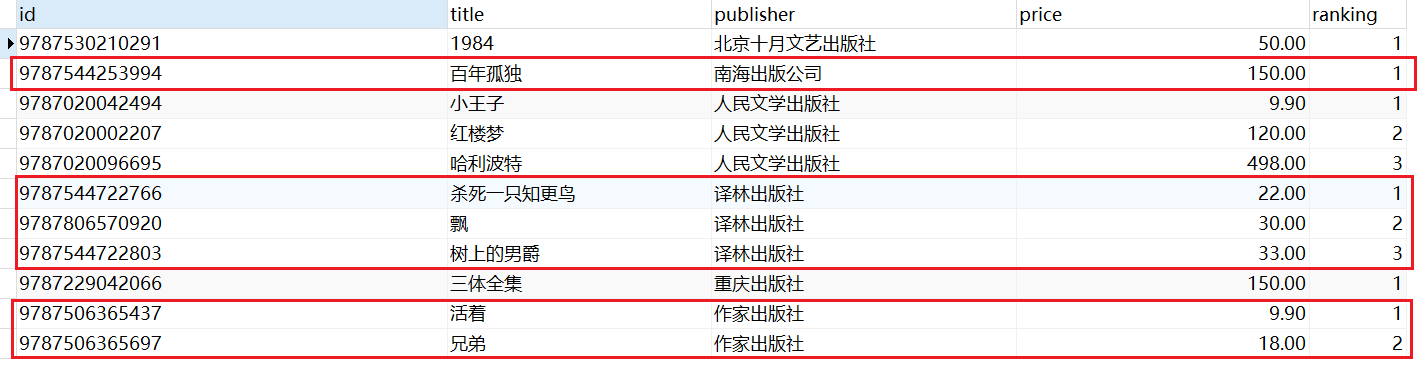 id title publisher price ranking
9787530210291 1984 北京十月文艺出版社 50.00 1
9787544253994 百年孤独 南海出版公司 150.00 1
9787020042494 小王子 人民文学出版社 9.90 1
9787020002207 红楼梦 人民文学出版社 120.00 2
9787020096695 哈利波特 人民文学出版社 498.00 3
9787544722766 杀死一只知更鸟 译林出版社 22.00 1
9787806570920 飘 译林出版社 30.00 2
9787544722803 树上的男爵 译林出版社 33.00 3
9787229042066 三体全集 重庆出版社 150.00 1
9787506365437 活着 作家出版社 9.90 1
9787506365697 兄弟 作家出版社 18.00 2